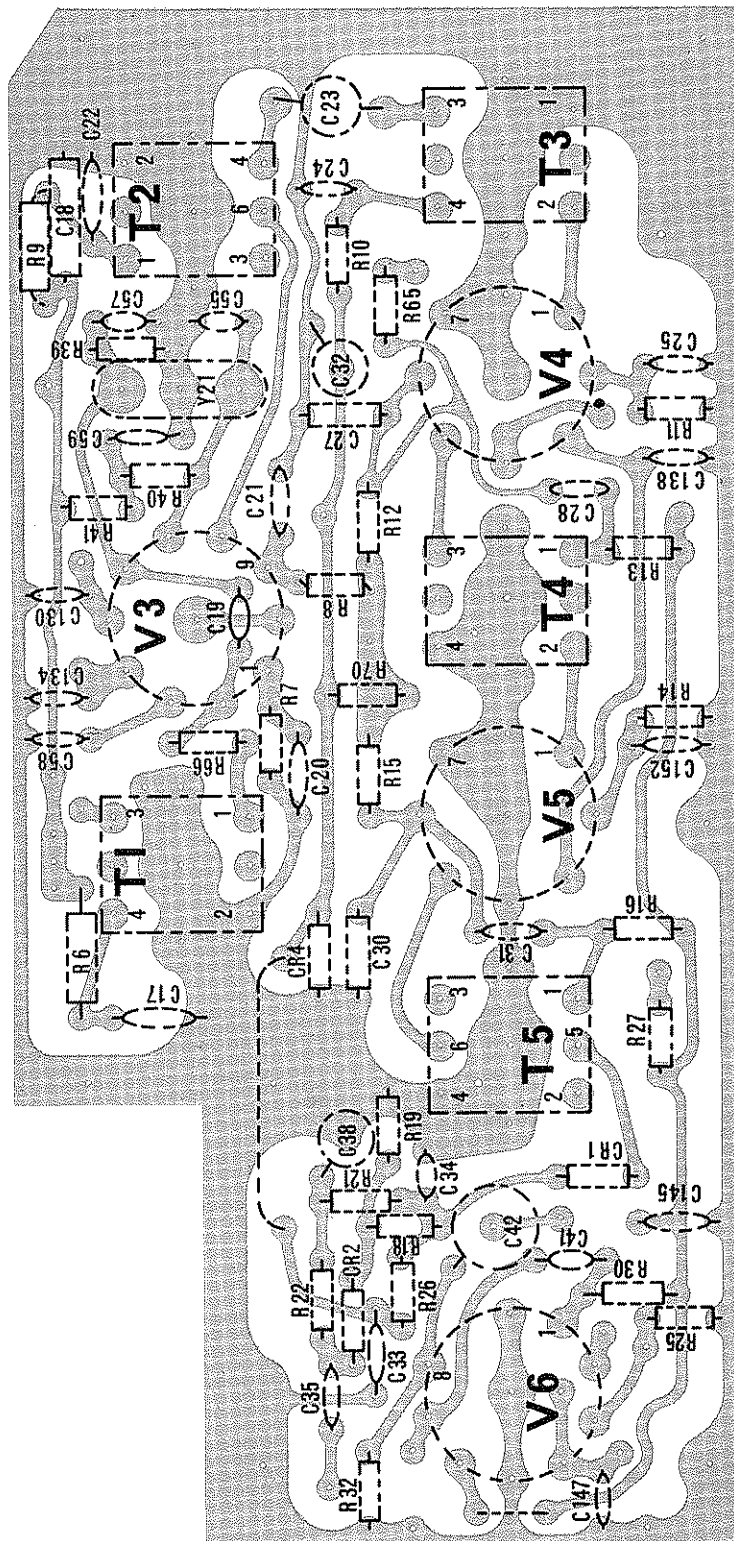 C23
3
1
T3
4
2
C22
2
4
C24
T2
6
R9
C18
1
3
R10
R65
C57
C55
7
1
R39
C32
V4
C25
Y21
C59
C27
R11
R40
C21
C138
R41
R12
C28
9
3
1
R13
C130
V3
C19
R8
T4
4
2
C134
1
R70
R7
R14
C58
R66
C20
R15
7
1
C152
3
1
V5
T1
4
2
R16
R6
CR4
C30
C31
C17
3
1
R27
6
5
T5
4
2
R19
C38
R21
C34
CR1
R18
C42
C145
CR2
C41
R22
R26
R30
C33
1
R25
8
C35
V6
R32
C147